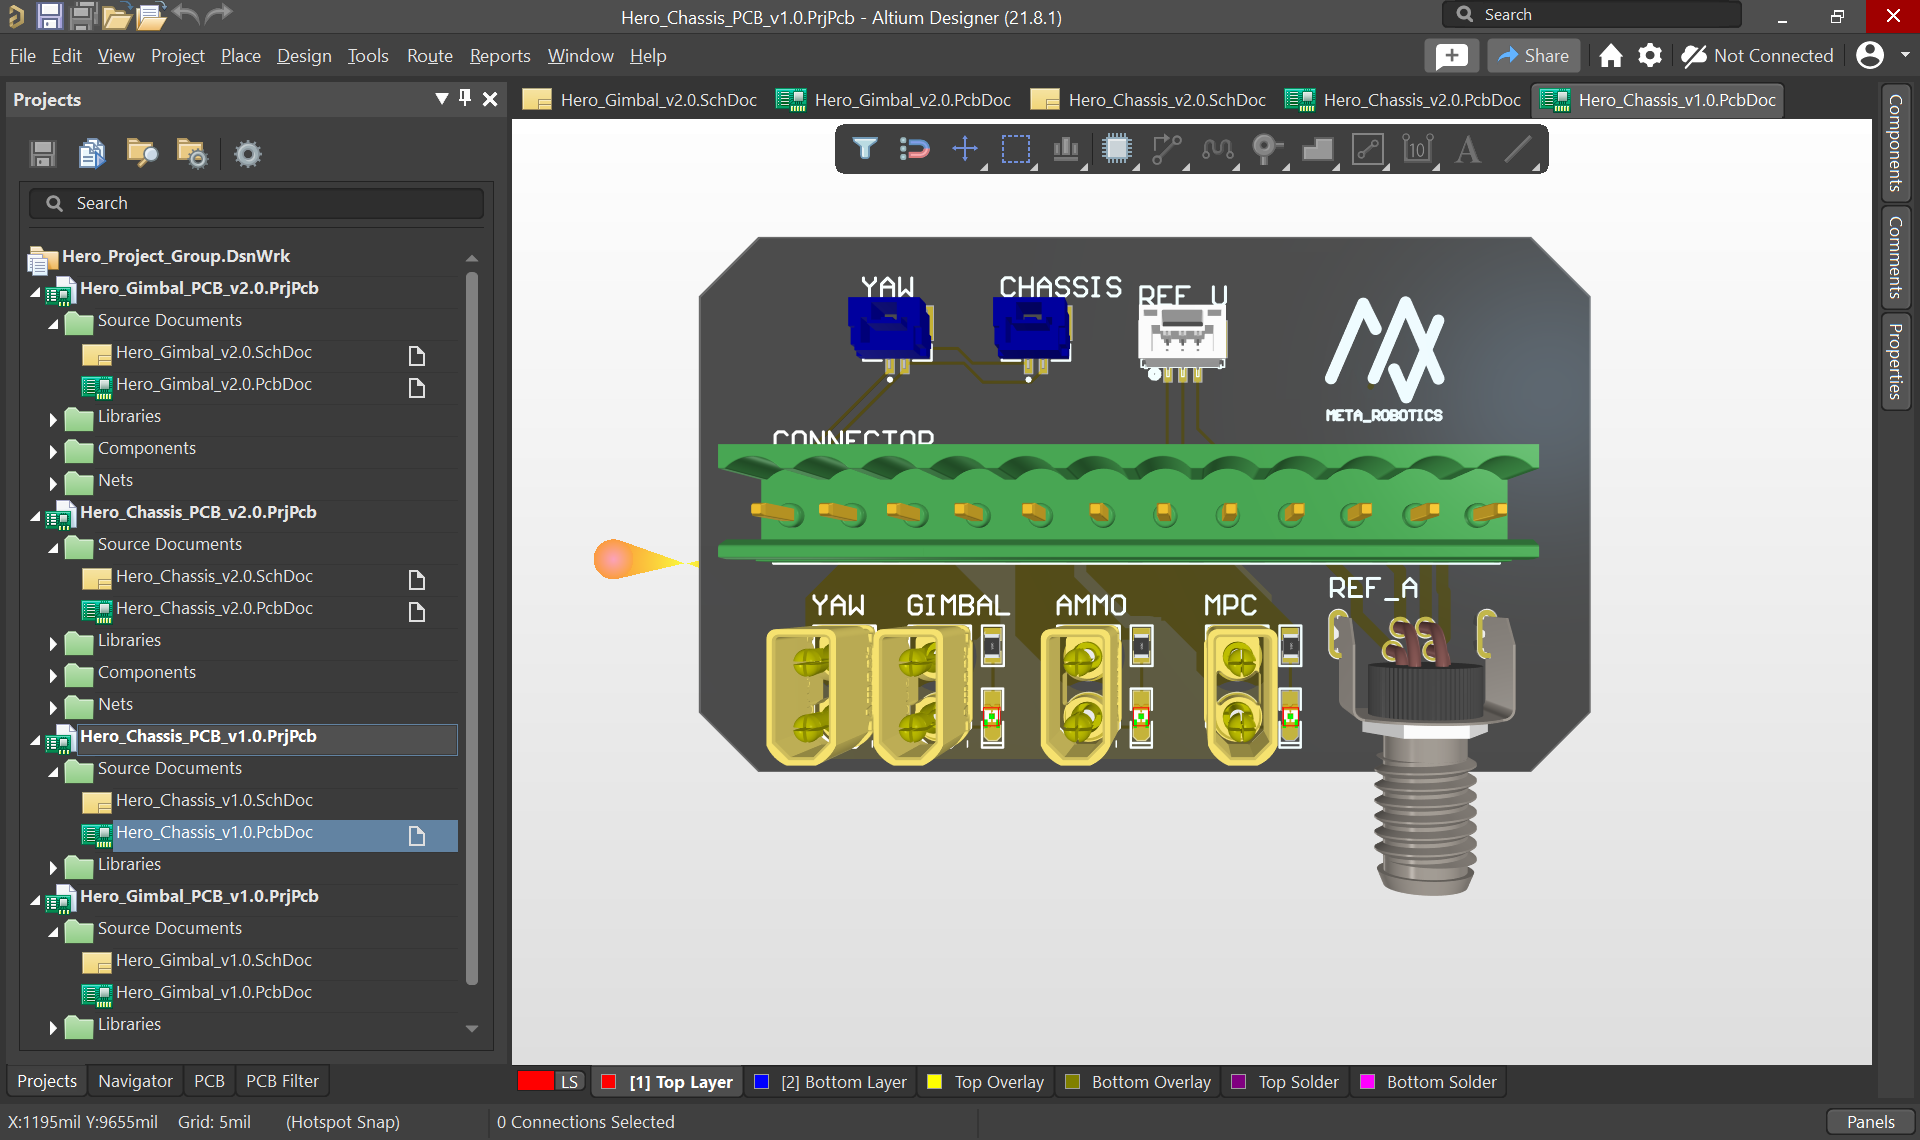 Hero_Chassis_PCB_v1.0.PrjPcb - Altium Designer (21.8.1)
Search
File Edit View Project Place Design Tools Route Reports Window Help
Share
Not Connected
Projects
Hero_Gimbal_v2.0.SchDoc
Hero_Gimbal_v2.0.PcbDoc
Hero_Chassis_v2.0.SchDoc
Hero_Chassis_v2.0.PcbDoc
Hero_Chassis_v1.0.PcbDoc
10
A
Search
Hero_Project_Group.DsnWrk
Hero_Gimbal_PCB_v2.0.PrjPcb
Source Documents
Hero_Gimbal_v2.0.SchDoc
Hero_Gimbal_v2.0.PcbDoc
Libraries
Components
Nets
Hero_Chassis_PCB_v2.0.PrjPcb
Source Documents
Hero_Chassis_v2.0.SchDoc
Hero_Chassis_v2.0.PcbDoc
Libraries
Components
Nets
Hero_Chassis_PCB_v1.0.PrjPcb
Source Documents
Hero_Chassis_v1.0.SchDoc
Hero_Chassis_v1.0.PcbDoc
Libraries
Hero_Gimbal_PCB_v1.0.PrjPcb
Source Documents
Hero_Gimbal_v1.0.SchDoc
Hero_Gimbal_v1.0.PcbDoc
Libraries
YAW
CHASSIS
REF_U
META_ROBOTICS
CONNECTOR
REF_A
YAW
GIMBAL
AMMO
MPC
Components
Comments
Properties
Projects Navigator PCB PCB Filter
LS
[1] Top Layer
[2] Bottom Layer
Top Overlay
Bottom Overlay
Top Solder
Bottom Solder
X:1195mil Y:9655mil Grid: 5mil (Hotspot Snap)
0 Connections Selected
Panels